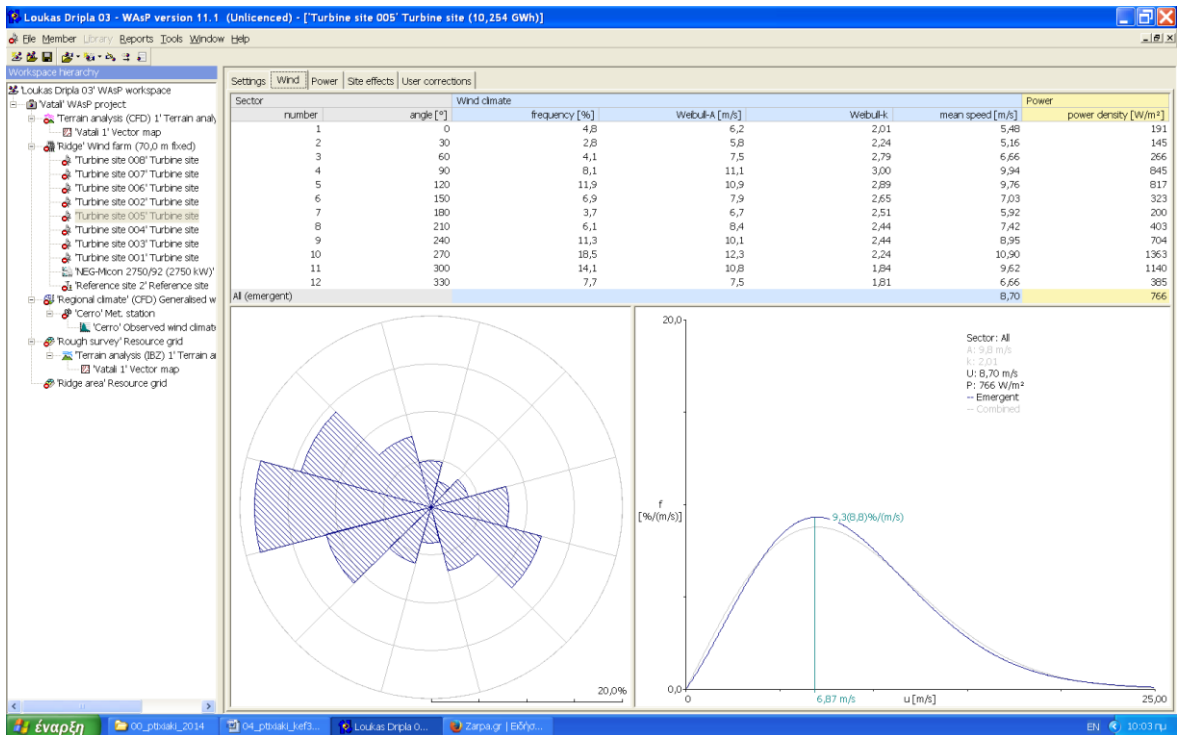 Loukas Dripla 03 - WAsP version 11.1 (Unlicenced) - ['Turbine site 005' Turbine site (10,254 GWh)]
File Member Library Reports Tools Window Help
Workspace hierarchy
'Loukas Dripla 03' WAsP workspace
'Vatali' WAsP project
'Terrain analysis (CFD) 1' Terrain analy
'Vatali 1' Vector map
'Ridge' Wind farm (70,0 m fixed)
'Turbine site 008' Turbine site
'Turbine site 007' Turbine site
'Turbine site 006' Turbine site
'Turbine site 002' Turbine site
'Turbine site 005' Turbine site
'Turbine site 004' Turbine site
'Turbine site 003' Turbine site
'Turbine site 001' Turbine site
'NEG-Micon 2750/92 (2750 kW)'
'Reference site 2' Reference site
'Regional climate' (CFD) Generalised w
'Cerro' Met. station
'Cerro' Observed wind climat
'Rough survey' Resource grid
'Terrain analysis (IBZ) 1' Terrain a
'Vatali 1' Vector map
'Ridge area' Resource grid
Settings Wind Power Site effects User corrections
Sector Wind climate Power
number angle [°] frequency [%] Weibull-A [m/s] Weibull-k mean speed [m/s] power density [W/m²]
1 0 4,8 6,2 2,01 5,48 191
2 30 2,8 5,8 2,24 5,16 145
3 60 4,1 7,5 2,79 6,66 266
4 90 8,1 11,1 3,00 9,94 845
5 120 11,9 10,9 2,89 9,76 817
6 150 6,9 7,9 2,65 7,03 323
7 180 3,7 6,7 2,51 5,92 200
8 210 6,1 8,4 2,44 7,42 403
9 240 11,3 10,1 2,44 8,95 704
10 270 18,5 12,3 2,24 10,90 1363
11 300 14,1 10,8 1,84 9,62 1140
12 330 7,7 7,5 1,81 6,66 385
All (emergent) 8,70 766
20,0%
20,0
Sector: All
A: 9,8 m/s
k: 2,01
U: 8,70 m/s
P: 766 W/m²
-- Emergent
-- Combined
f
[%/(m/s)]
9,3(8,8)%/(m/s)
0,0
0 6,87 m/s u [m/s] 25,00
έναρξη 00_ptixiaki_2014 04_ptixiaki_kef3... Loukas Dripla 0... Zarpa.gr | Ειδήσ... EN 10:03 πμ